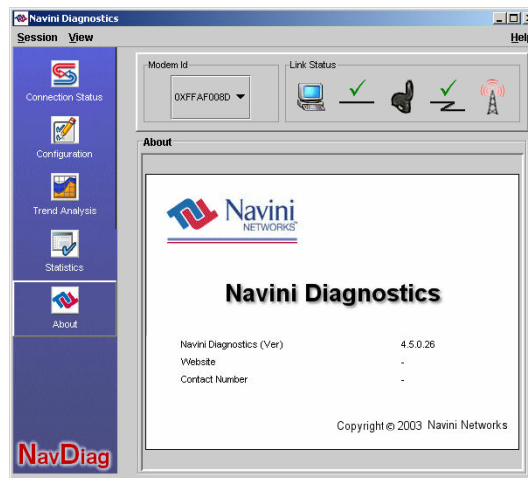 Navini Diagnostics
Session View Help
Modem Id
0XFFAF008D
Link Status
Connection Status
Configuration
Trend Analysis
Statistics
About
NavDiag
About
Navini
NETWORKS
Navini Diagnostics
Navini Diagnostics (Ver) 4.5.0.26
Website -
Contact Number -
Copyright © 2003 Navini Networks